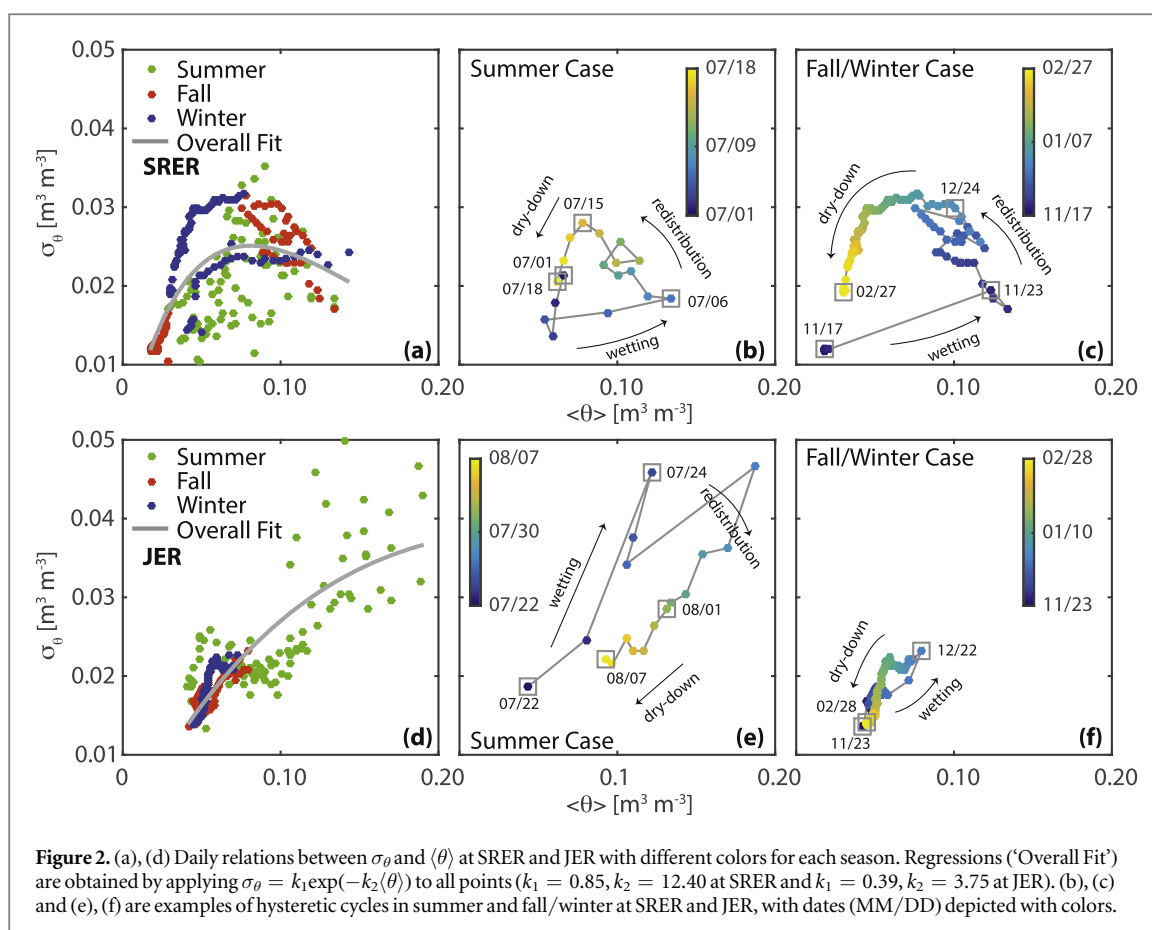 0.05
0.04
0.03
0.02
0.01
σθ [m³ m⁻³]
Summer
Fall
Winter
Overall Fit
SRER
(a)
0
0.10
0.20
Summer Case
07/18
07/09
07/01
dry-down
07/15
redistribution
07/01
07/18
07/06
wetting
(b)
0.10
<θ> [m³ m⁻³]
Fall/Winter Case
02/27
01/07
11/17
dry-down
12/24
redistribution
02/27
11/23
11/17
wetting
(c)
0.10
0.20
0.05
0.04
0.03
0.02
0.01
σθ [m³ m⁻³]
Summer
Fall
Winter
Overall Fit
JER
(d)
0
0.10
0.20
08/07
07/30
07/22
07/24
redistribution
wetting
08/01
08/07
07/22
dry-down
Summer Case
(e)
0.1
0.20
<θ> [m³ m⁻³]
Fall/Winter Case
02/28
01/10
11/23
dry-down
12/22
02/28
wetting
11/23
(f)
0.10
0.20
Figure 2. (a), (d) Daily relations between σθ and ⟨θ⟩ at SRER and JER with different colors for each season. Regressions (‘Overall Fit’)
are obtained by applying σθ = k₁exp(−k₂⟨θ⟩) to all points (k₁ = 0.85, k₂ = 12.40 at SRER and k₁ = 0.39, k₂ = 3.75 at JER). (b), (c)
and (e), (f) are examples of hysteretic cycles in summer and fall/winter at SRER and JER, with dates (MM/DD) depicted with colors.